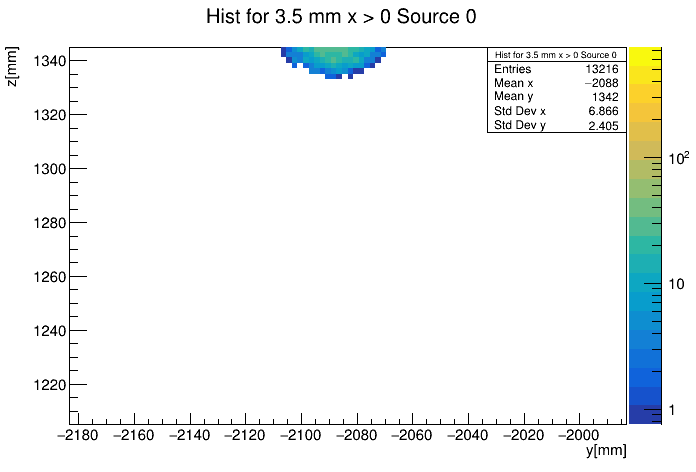 Hist for 3.5 mm x > 0 Source 0
z[mm]
Hist for 3.5 mm x > 0 Source 0
Entries 13216
Mean x −2088
Mean y 1342
Std Dev x 6.866
Std Dev y 2.405
1340
1320
1300
1280
1260
1240
1220
10²
10
1
−2180 −2160 −2140 −2120 −2100 −2080 −2060 −2040 −2020 −2000
y[mm]